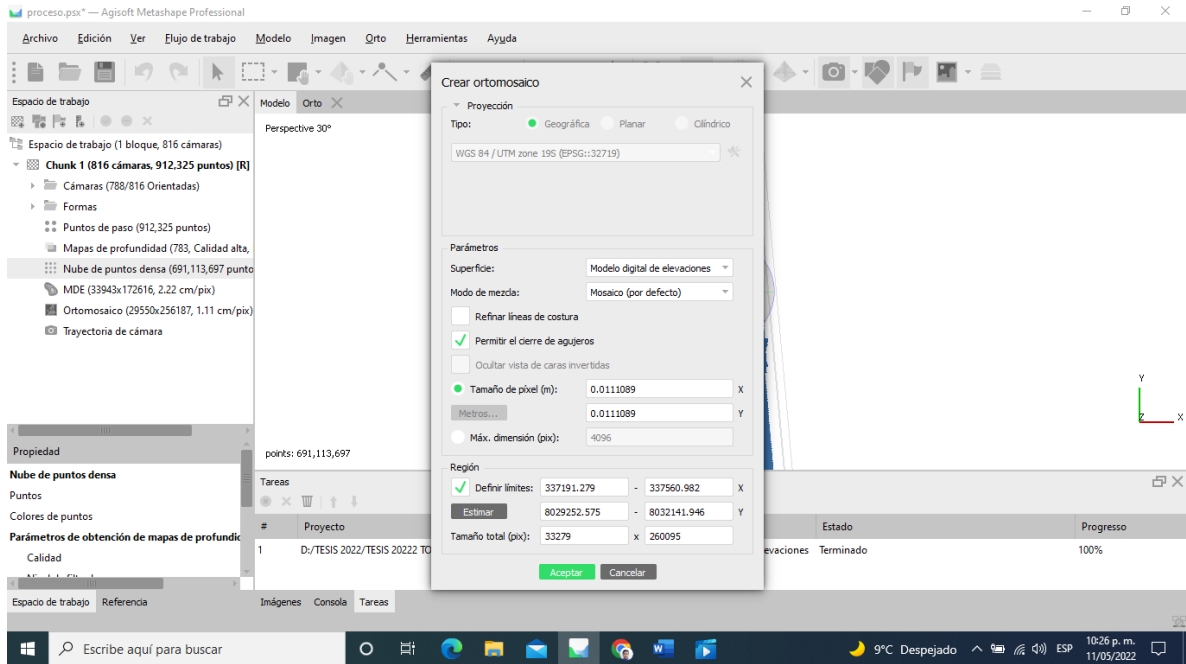 proceso.psx* — Agisoft Metashape Professional
Archivo Edición Ver Flujo de trabajo Modelo Imagen Orto Herramientas Ayuda
Espacio de trabajo
Espacio de trabajo (1 bloque, 816 cámaras)
Chunk 1 (816 cámaras, 912,325 puntos) [R]
Cámaras (788/816 Orientadas)
Formas
Puntos de paso (912,325 puntos)
Mapas de profundidad (783, Calidad alta,
Nube de puntos densa (691,113,697 punto
MDE (33943x172616, 2.22 cm/pix)
Ortomosaico (29550x256187, 1.11 cm/pix)
Trayectoria de cámara
Propiedad
Nube de puntos densa
Puntos
Colores de puntos
Parámetros de obtención de mapas de profundic
Calidad
Espacio de trabajo Referencia
Modelo Orto
Perspective 30°
points: 691,113,697
Y
Z X
Crear ortomosaico
Proyección
Tipo: Geográfica Planar Cilíndrico
WGS 84 / UTM zone 19S (EPSG::32719)
Parámetros
Superficie: Modelo digital de elevaciones
Modo de mezcla: Mosaico (por defecto)
Refinar líneas de costura
Permitir el cierre de agujeros
Ocultar vista de caras invertidas
Tamaño de píxel (m): 0.0111089 X
Metros... 0.0111089 Y
Máx. dimensión (pix): 4096
Región
Definir límites: 337191.279 - 337560.982 X
Estimar 8029252.575 - 8032141.946 Y
Tamaño total (pix): 33279 x 260095
Aceptar Cancelar
Tareas
# Proyecto Estado Progresso
1 D:/TESIS 2022/TESIS 20222 TO evaciones Terminado 100%
Imágenes Consola Tareas
Escribe aquí para buscar
9°C Despejado ESP 10:26 p. m.
11/05/2022